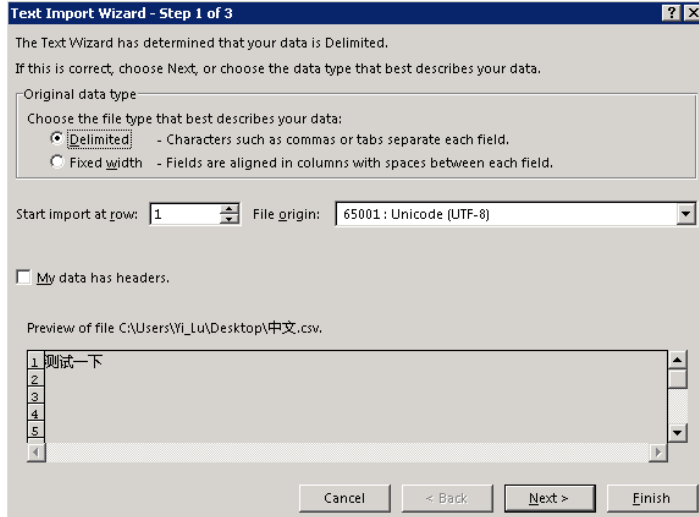 Text Import Wizard - Step 1 of 3
The Text Wizard has determined that your data is Delimited.
If this is correct, choose Next, or choose the data type that best describes your data.
Original data type
Choose the file type that best describes your data:
Delimited - Characters such as commas or tabs separate each field.
Fixed width - Fields are aligned in columns with spaces between each field.
Start import at row: 1 File origin: 65001 : Unicode (UTF-8)
My data has headers.
Preview of file C:\Users\Yi_Lu\Desktop\中文.csv.
1 测试一下
2
3
4
5
Cancel < Back Next > Finish